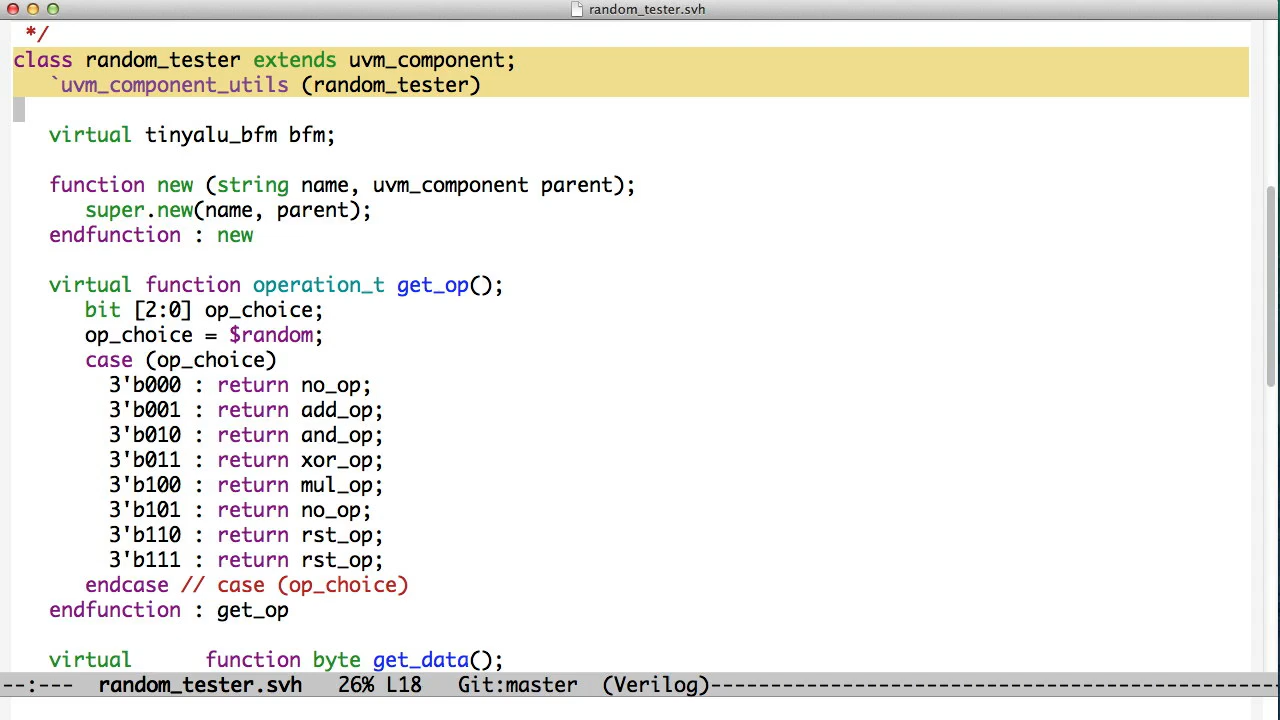 random_tester.svh
*/
class random_tester extends uvm_component;
   `uvm_component_utils (random_tester)
   virtual tinyalu_bfm bfm;
   function new (string name, uvm_component parent);
      super.new(name, parent);
   endfunction : new
   virtual function operation_t get_op();
      bit [2:0] op_choice;
      op_choice = $random;
      case (op_choice)
        3'b000 : return no_op;
        3'b001 : return add_op;
        3'b010 : return and_op;
        3'b011 : return xor_op;
        3'b100 : return mul_op;
        3'b101 : return no_op;
        3'b110 : return rst_op;
        3'b111 : return rst_op;
      endcase // case (op_choice)
   endfunction : get_op
   virtual      function byte get_data();
--:---  random_tester.svh   26% L18   Git:master  (Verilog)-----------------------------------------------